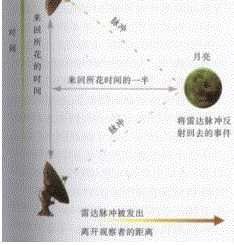 时间
来回所花的时间
脉冲
月亮
来回所花时间的一半
将雷达脉冲反
射回去的事件
脉冲
雷达脉冲被发出
离开观察者的距离